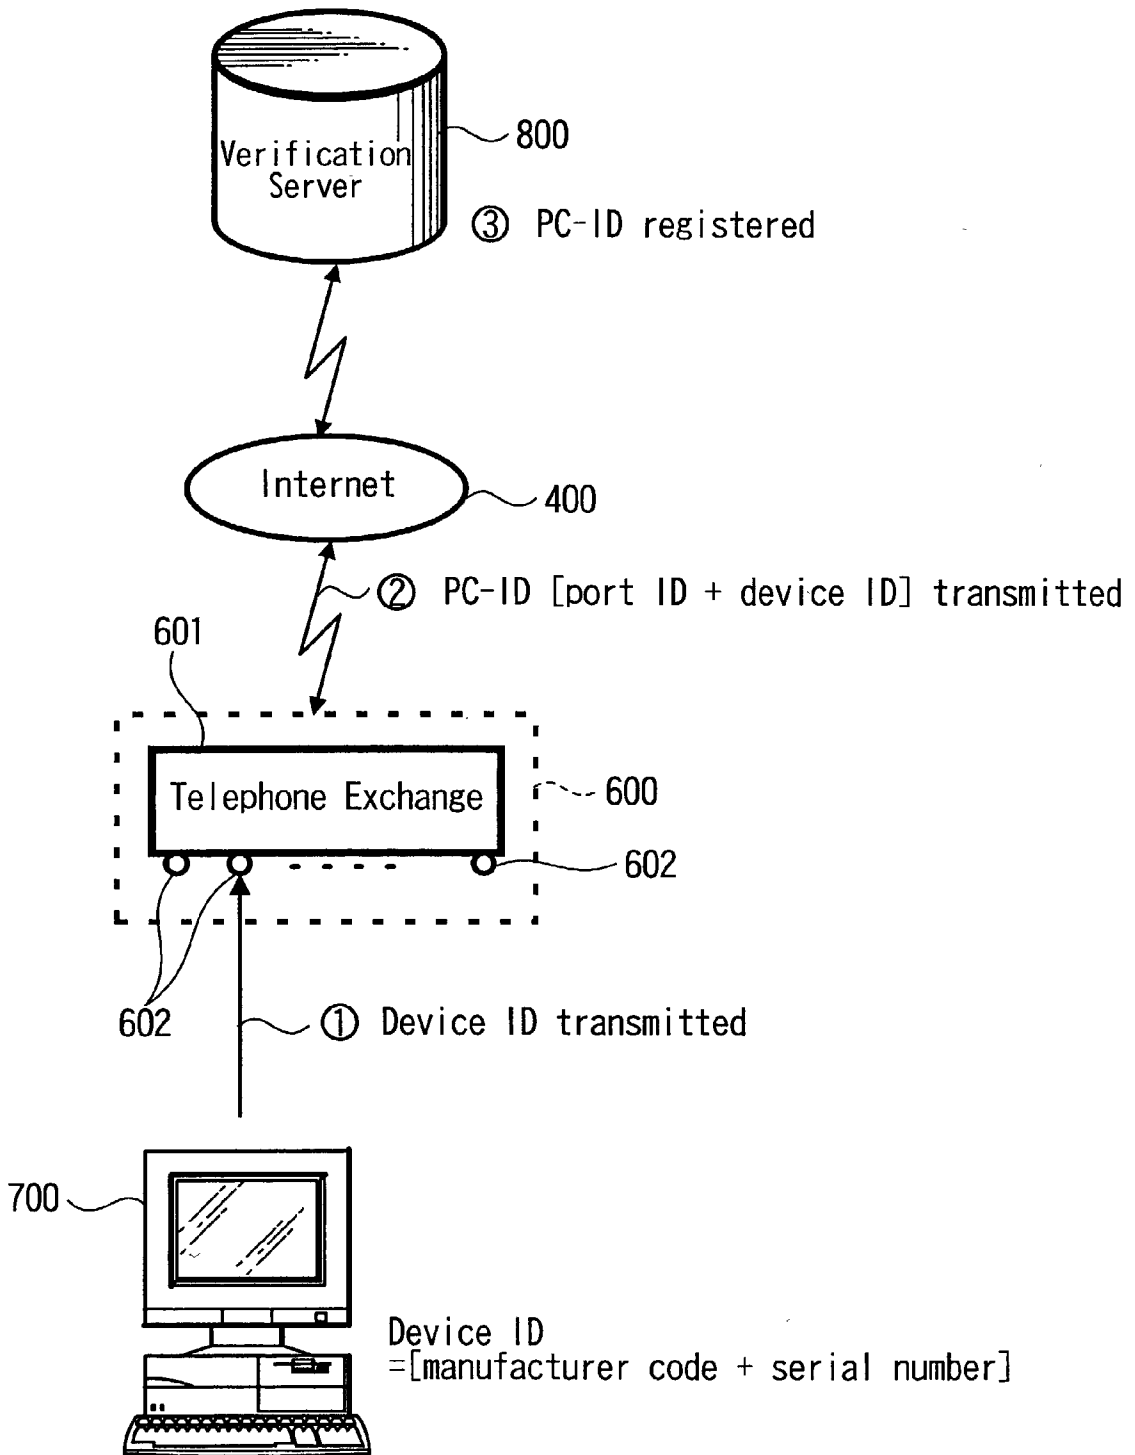 Verification
Server
800
③ PC-ID registered
Internet
400
② PC-ID [port ID + device ID] transmitted
601
Telephone Exchange
600
602
602
① Device ID transmitted
700
Device ID
=[manufacturer code + serial number]